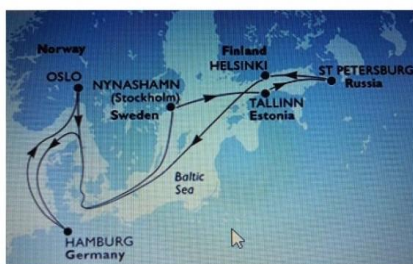 Norway
OSLO
Finland
HELSINKI
ST PETERSBURG
Russia
NYNASHAMN
(Stockholm)
Sweden
TALLINN
Estonia
Baltic
Sea
HAMBURG
Germany